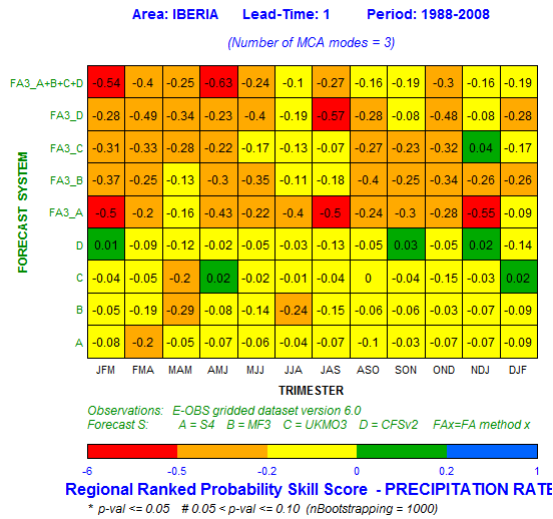 Area: IBERIA Lead-Time: 1 Period: 1988-2008
(Number of MCA modes = 3)
FORECAST SYSTEM
FA3_A+B+C+D -0.54 -0.4 -0.25 -0.63 -0.24 -0.1 -0.27 -0.16 -0.19 -0.3 -0.16 -0.19
FA3_D -0.28 -0.49 -0.34 -0.23 -0.4 -0.19 -0.57 -0.28 -0.08 -0.48 -0.08 -0.28
FA3_C -0.31 -0.33 -0.28 -0.22 -0.17 -0.13 -0.07 -0.27 -0.23 -0.32 0.04 -0.17
FA3_B -0.37 -0.25 -0.13 -0.3 -0.35 -0.11 -0.18 -0.4 -0.25 -0.34 -0.26 -0.26
FA3_A -0.5 -0.2 -0.16 -0.43 -0.22 -0.4 -0.5 -0.24 -0.3 -0.28 -0.55 -0.09
D 0.01 -0.09 -0.12 -0.02 -0.05 -0.03 -0.13 -0.05 0.03 -0.05 0.02 -0.14
C -0.04 -0.05 -0.2 0.02 -0.02 -0.01 -0.04 0 -0.04 -0.15 -0.03 0.02
B -0.05 -0.19 -0.29 -0.08 -0.14 -0.24 -0.15 -0.06 -0.06 -0.03 -0.07 -0.09
A -0.08 -0.2 -0.05 -0.07 -0.06 -0.04 -0.07 -0.1 -0.03 -0.07 -0.07 -0.09
JFM FMA MAM AMJ MJJ JJA JAS ASO SON OND NDJ DJF
TRIMESTER
Observations: E-OBS gridded dataset version 6.0
Forecast S: A = S4 B = MF3 C = UKMO3 D = CFSv2 FAx=FA method x
-6 -0.5 -0.2 0 0.2 1
Regional Ranked Probability Skill Score - PRECIPITATION RATE
* p-val <= 0.05 # 0.05 < p-val <= 0.10 (nBootstrapping = 1000)